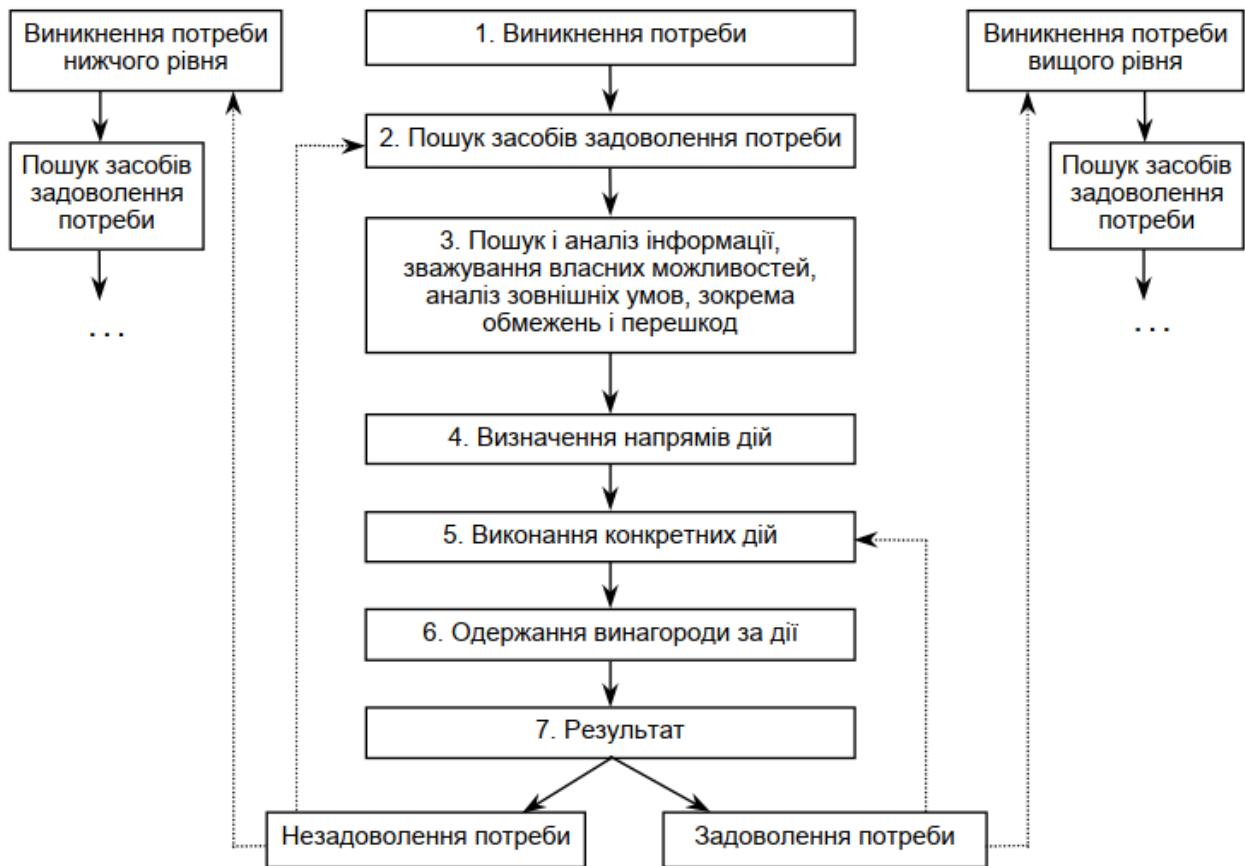 Виникнення потреби
нижчого рівня
1. Виникнення потреби
Виникнення потреби
вищого рівня
2. Пошук засобів задоволення потреби
Пошук засобів
задоволення
потреби
Пошук засобів
задоволення
потреби
3. Пошук і аналіз інформації,
зважування власних можливостей,
аналіз зовнішніх умов, зокрема
обмежень і перешкод
. . .
. . .
4. Визначення напрямів дій
5. Виконання конкретних дій
6. Одержання винагороди за дії
7. Результат
Незадоволення потреби
Задоволення потреби